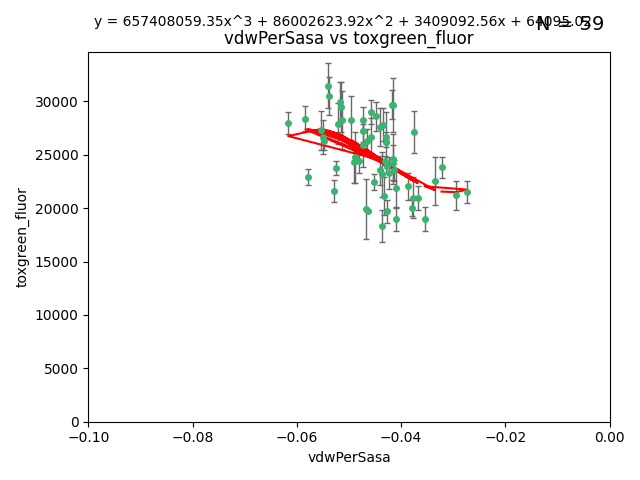 y = 657408059.35x^3 + 86002623.92x^2 + 3409092.56x + 64095.02
N = 59
vdwPerSasa vs toxgreen_fluor
30000
25000
20000
15000
10000
5000
0
toxgreen_fluor
−0.10 −0.08 −0.06 −0.04 −0.02 0.00
vdwPerSasa